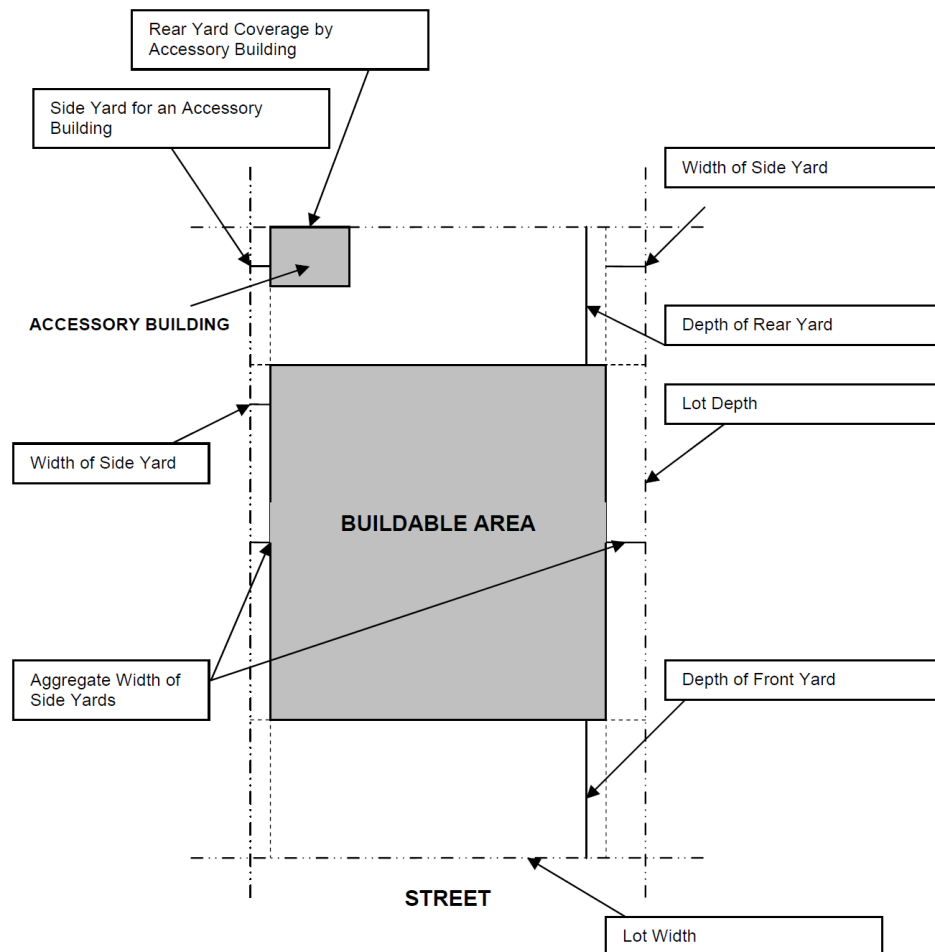 Rear Yard Coverage by
Accessory Building
Side Yard for an Accessory
Building
Width of Side Yard
ACCESSORY BUILDING
Depth of Rear Yard
Lot Depth
Width of Side Yard
BUILDABLE AREA
Aggregate Width of
Side Yards
Depth of Front Yard
STREET
Lot Width